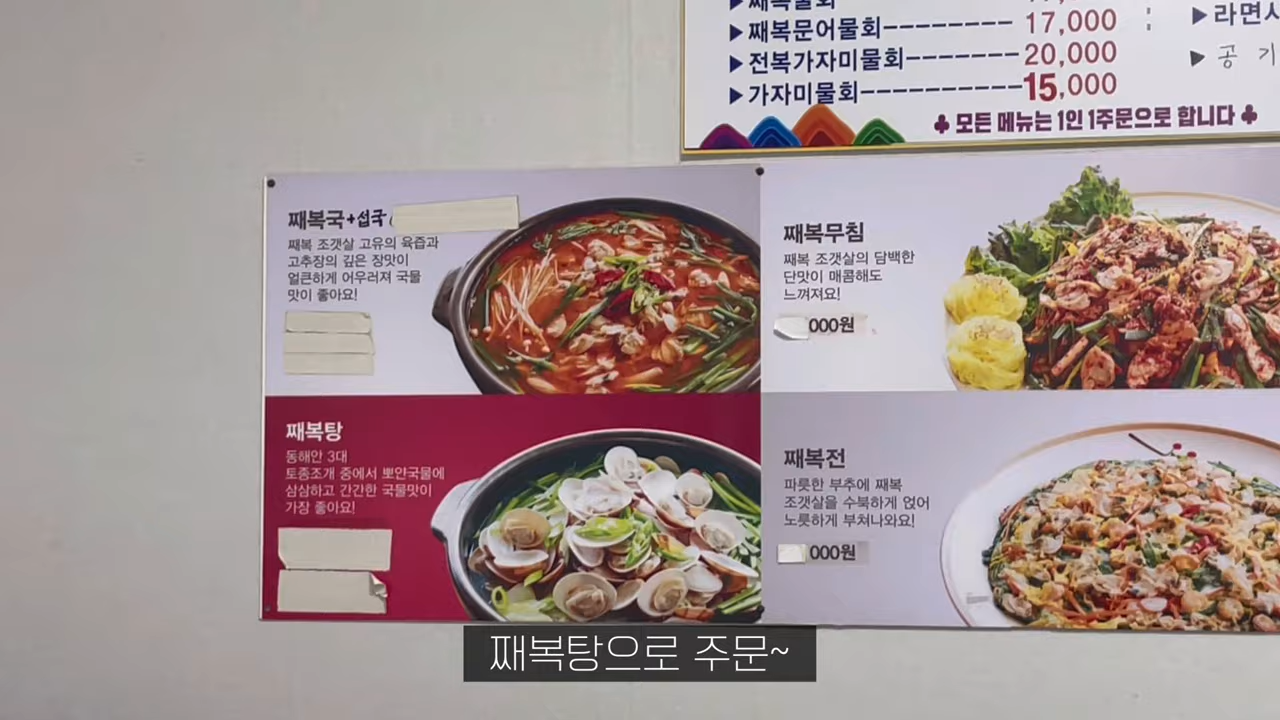 ▶째복물회
▶째복문어물회-------- 17,000
▶전복가자미물회------ 20,000
▶가자미물회---------- 15,000
▶라면사
▶공 기
♣ 모든 메뉴는 1인 1주문으로 합니다 ♣
째복국+섭국
째복 조갯살 고유의 육즙과
고추장의 깊은 장맛이
얼큰하게 어우러져 국물
맛이 좋아요!
째복무침
째복 조갯살의 담백한
단맛이 매콤해도
느껴져요!
000원
째복탕
동해안 3대
토종조개 중에서 뽀얀국물에
삼삼하고 간간한 국물맛이
가장 좋아요!
째복전
파릇한 부추에 째복
조갯살을 수북하게 얹어
노릇하게 부쳐나와요!
000원
째복탕으로 주문~